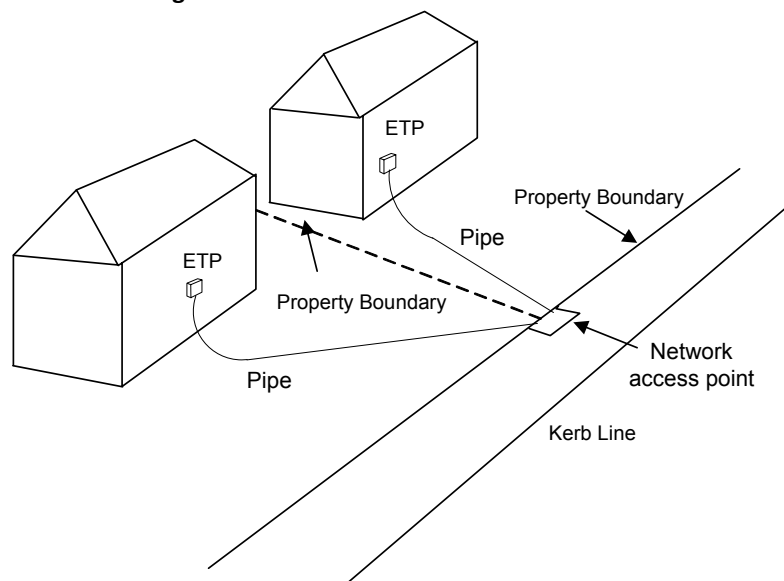 ETP
Property Boundary
Pipe
ETP
Property Boundary
Network
access point
Pipe
Kerb Line